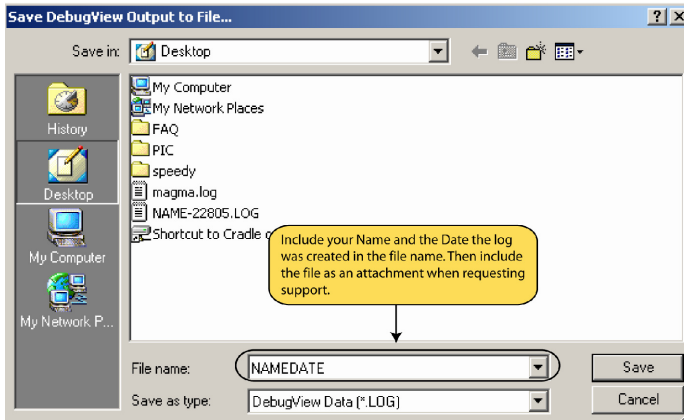 Save DebugView Output to File...
Save in:
Desktop
History
Desktop
My Computer
My Network P...
My Computer
My Network Places
FAQ
PIC
speedy
magma.log
NAME-22805.LOG
Shortcut to Cradle
Include your Name and the Date the log
was created in the file name. Then include
the file as an attachment when requesting
support.
File name:
NAMEDATE
Save
Save as type:
DebugView Data (*.LOG)
Cancel